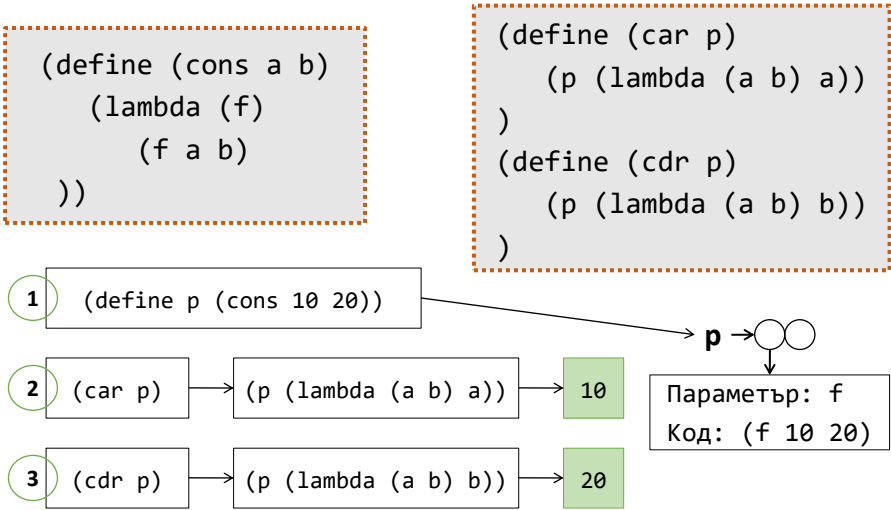 (define (cons a b)
(lambda (f)
(f a b)
))
(define (car p)
(p (lambda (a b) a))
)
(define (cdr p)
(p (lambda (a b) b))
)
1 (define p (cons 10 20))
p
Параметър: f
Код: (f 10 20)
2 (car p) (p (lambda (a b) a)) 10
3 (cdr p) (p (lambda (a b) b)) 20